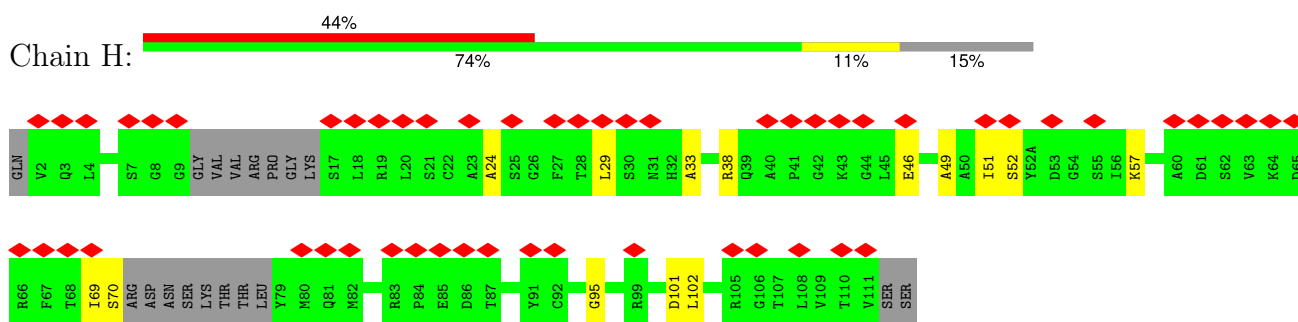 44%
Chain H:
74% 11% 15%
GLN V2 Q3 L4 S7 G8 G9 GLY VAL VAL ARG PRO GLY LYS S17 L18 R19 L20 S21 C22 A23 A24 S25 G26 F27 T28 L29 S30 N31 H32 A33 R38 Q39 A40 P41 G42 K43 G44 L45 E46 A49 A50 I51 S52 Y52A D53 G54 S55 I56 K57 A60 D61 S62 V63 K64 D65
R66 F67 T68 I69 S70 ARG ASP ASN SER LYS THR THR LEU Y79 M80 Q81 M82 R83 P84 E85 D86 T87 Y91 C92 G95 R99 D101 L102 R105 G106 T107 L108 V109 T110 V111 SER SER